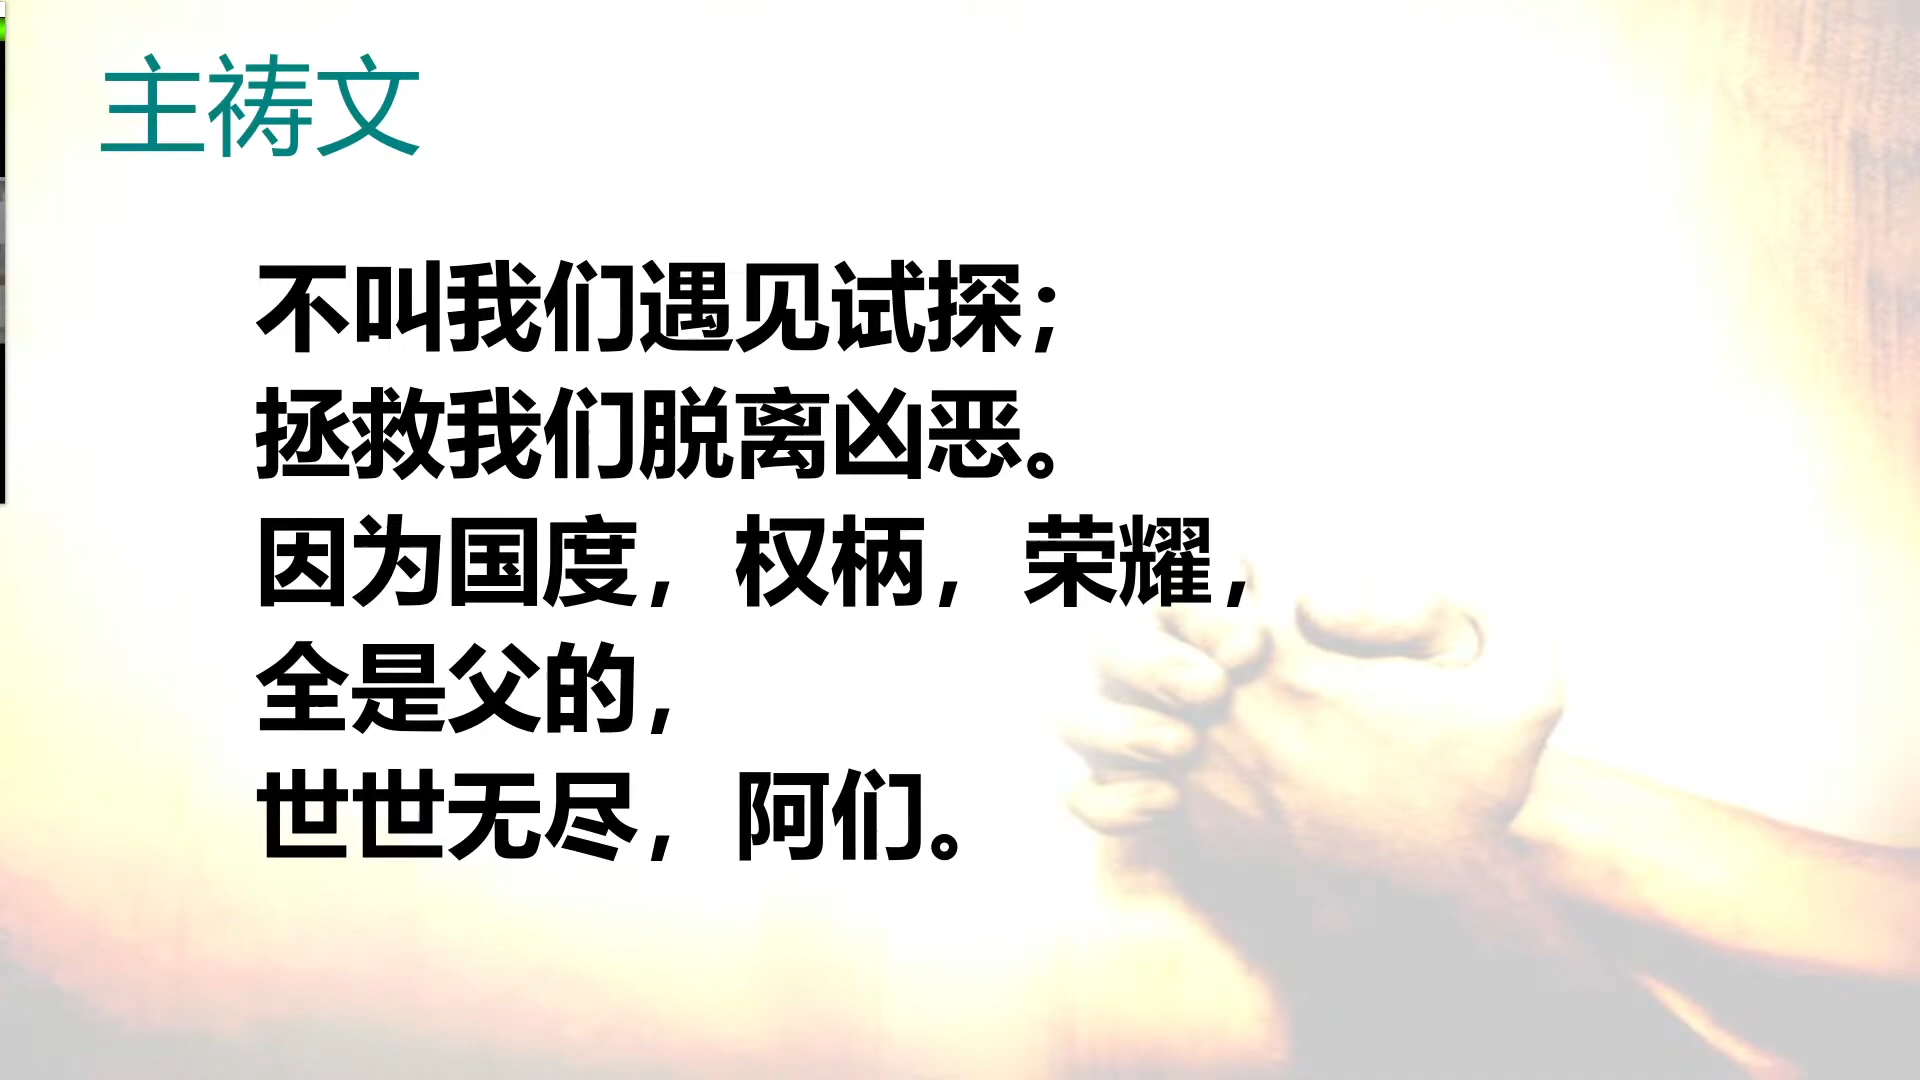 主祷文
不叫我们遇见试探；
拯救我们脱离凶恶。
因为国度，权柄，荣耀，
全是父的，
世世无尽，阿们。